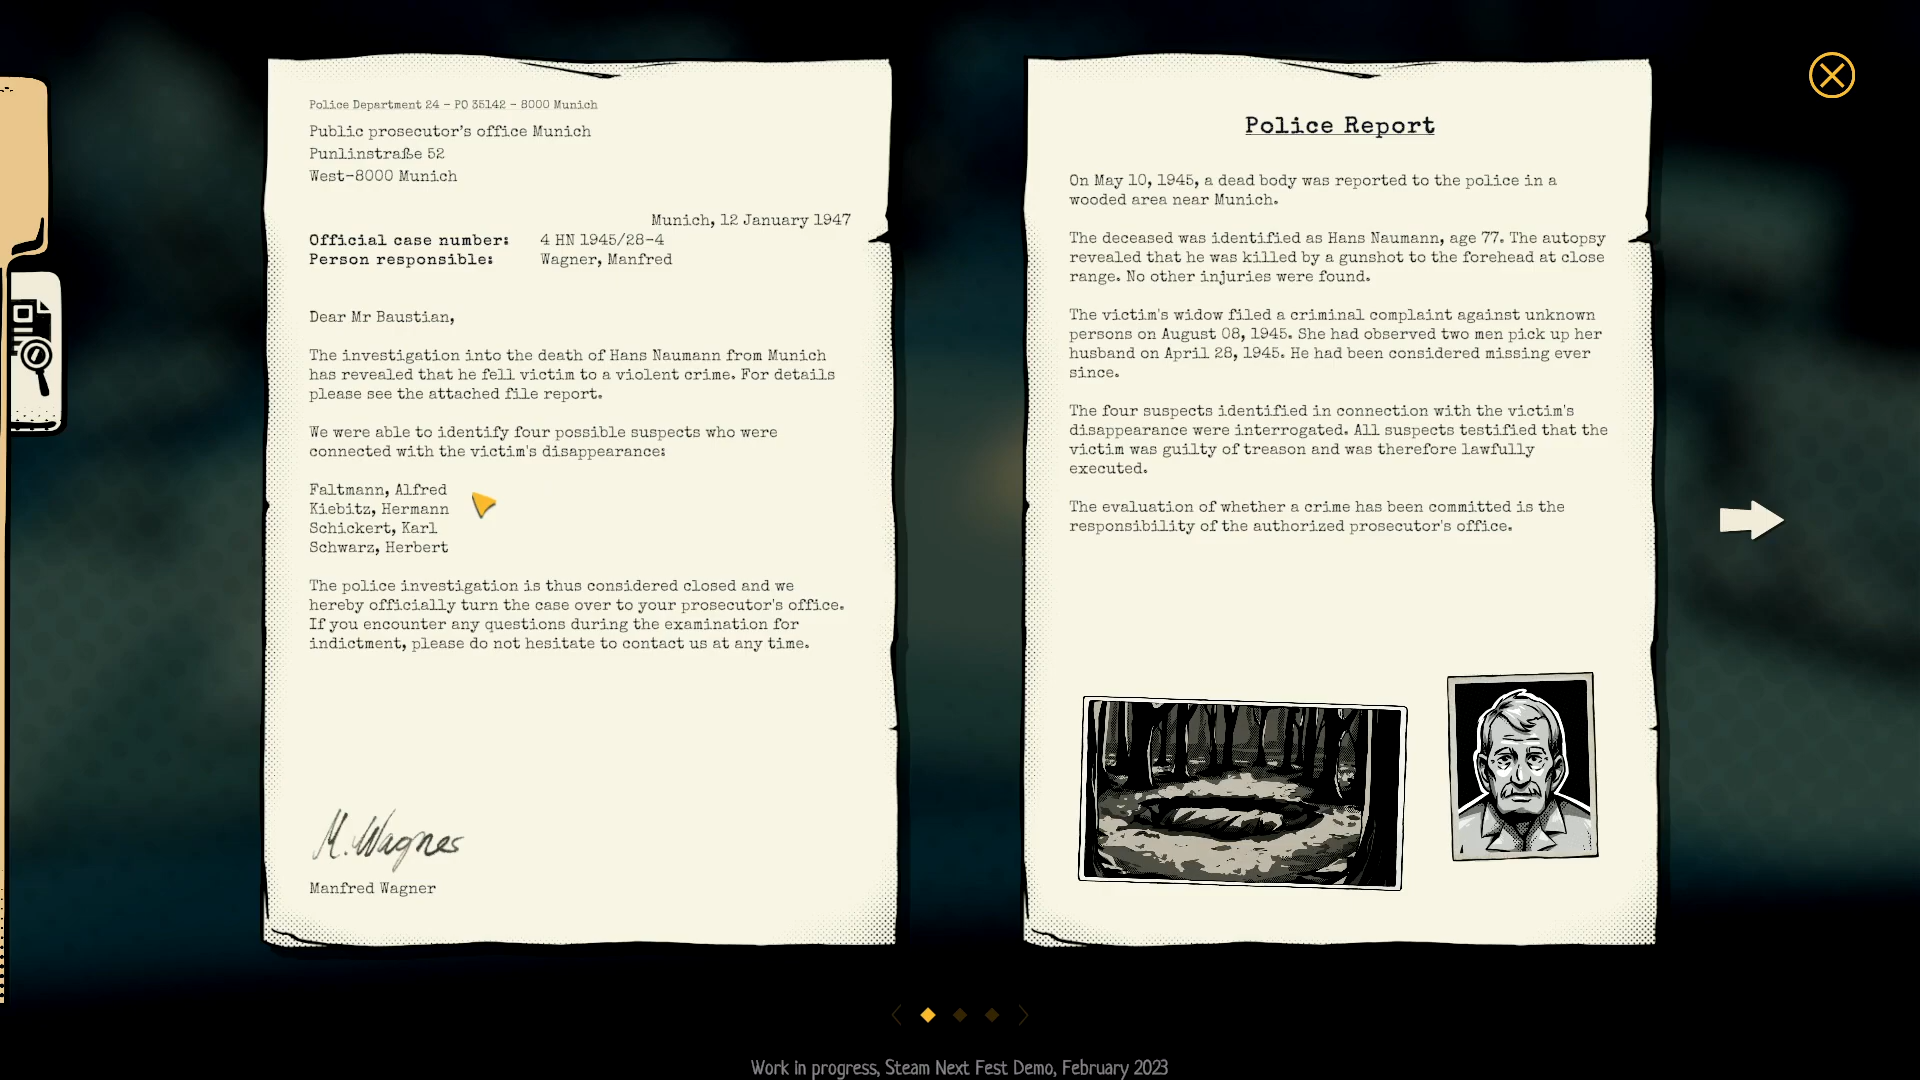 Police Department 24 - PO 35142 - 8000 Munich
Public prosecutor's office Munich
Punlinstraße 52
West-8000 Munich
Munich, 12 January 1947
Official case number: 4 HN 1945/28-4
Person responsible: Wagner, Manfred
Dear Mr Baustian,
The investigation into the death of Hans Naumann from Munich
has revealed that he fell victim to a violent crime. For details
please see the attached file report.
We were able to identify four possible suspects who were
connected with the victim's disappearance:
Faltmann, Alfred
Kiebitz, Hermann
Schickert, Karl
Schwarz, Herbert
The police investigation is thus considered closed and we
hereby officially turn the case over to your prosecutor's office.
If you encounter any questions during the examination for
indictment, please do not hesitate to contact us at any time.
M. Wagner
Manfred Wagner
Police Report
On May 10, 1945, a dead body was reported to the police in a
wooded area near Munich.
The deceased was identified as Hans Naumann, age 77. The autopsy
revealed that he was killed by a gunshot to the forehead at close
range. No other injuries were found.
The victim's widow filed a criminal complaint against unknown
persons on August 08, 1945. She had observed two men pick up her
husband on April 28, 1945. He had been considered missing ever
since.
The four suspects identified in connection with the victim's
disappearance were interrogated. All suspects testified that the
victim was guilty of treason and was therefore lawfully
executed.
The evaluation of whether a crime has been committed is the
responsibility of the authorized prosecutor's office.
Work in progress, Steam Next Fest Demo, February 2023